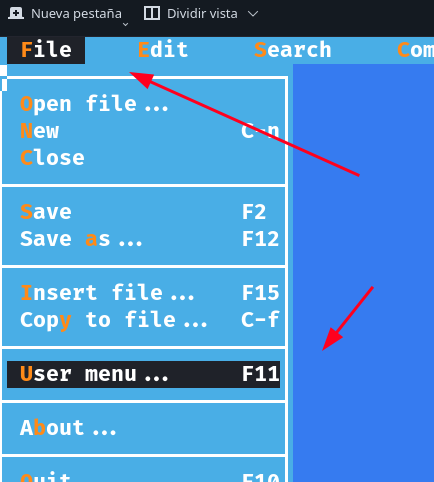 Nueva pestaña Dividir vista
File Edit Search Com
Open file...
New C-n
Close
Save F2
Save as... F12
Insert file... F15
Copy to file... C-f
User menu... F11
About...
Quit F10